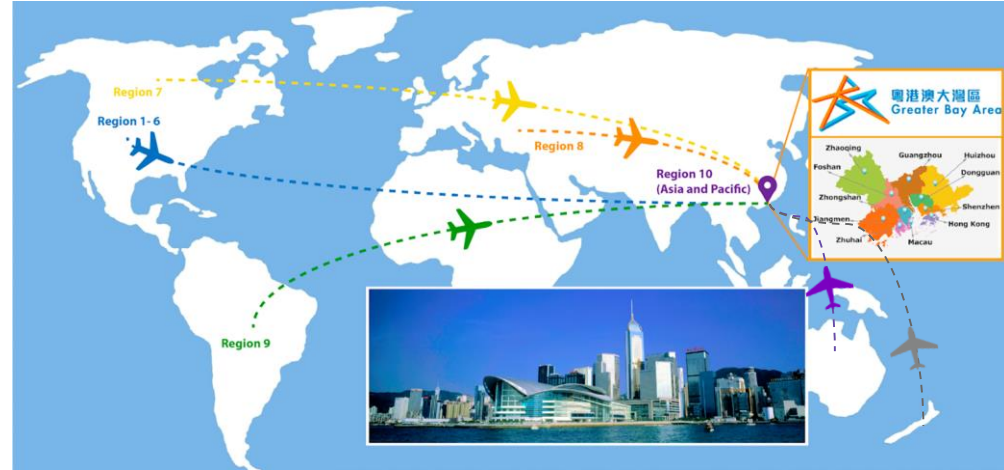 Region 7
Region 1- 6
Region 8
Region 10
(Asia and Pacific)
Region 9
粵港澳大灣區
Greater Bay Area
Zhaoqing
Guangzhou
Huizhou
Foshan
Dongguan
Zhongshan
Shenzhen
Jiangmen
Hong Kong
Zhuhai
Macau